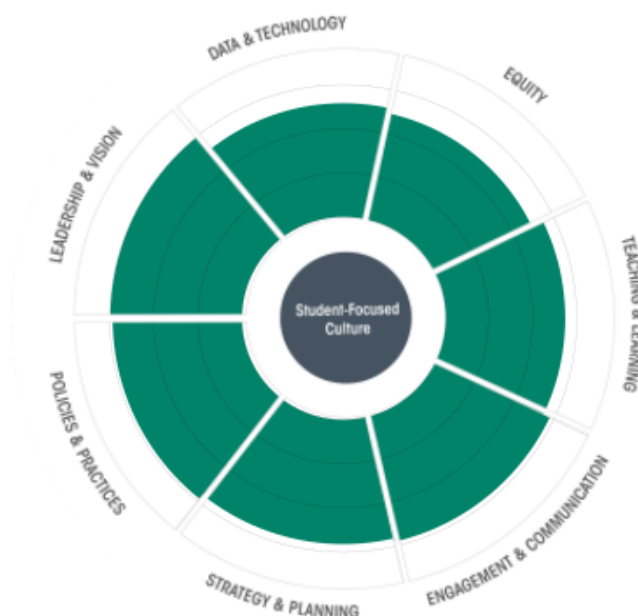 DATA & TECHNOLOGY
EQUITY
TEACHING & LEARNING
ENGAGEMENT & COMMUNICATION
STRATEGY & PLANNING
POLICIES & PRACTICES
LEADERSHIP & VISION
Student-Focused
Culture